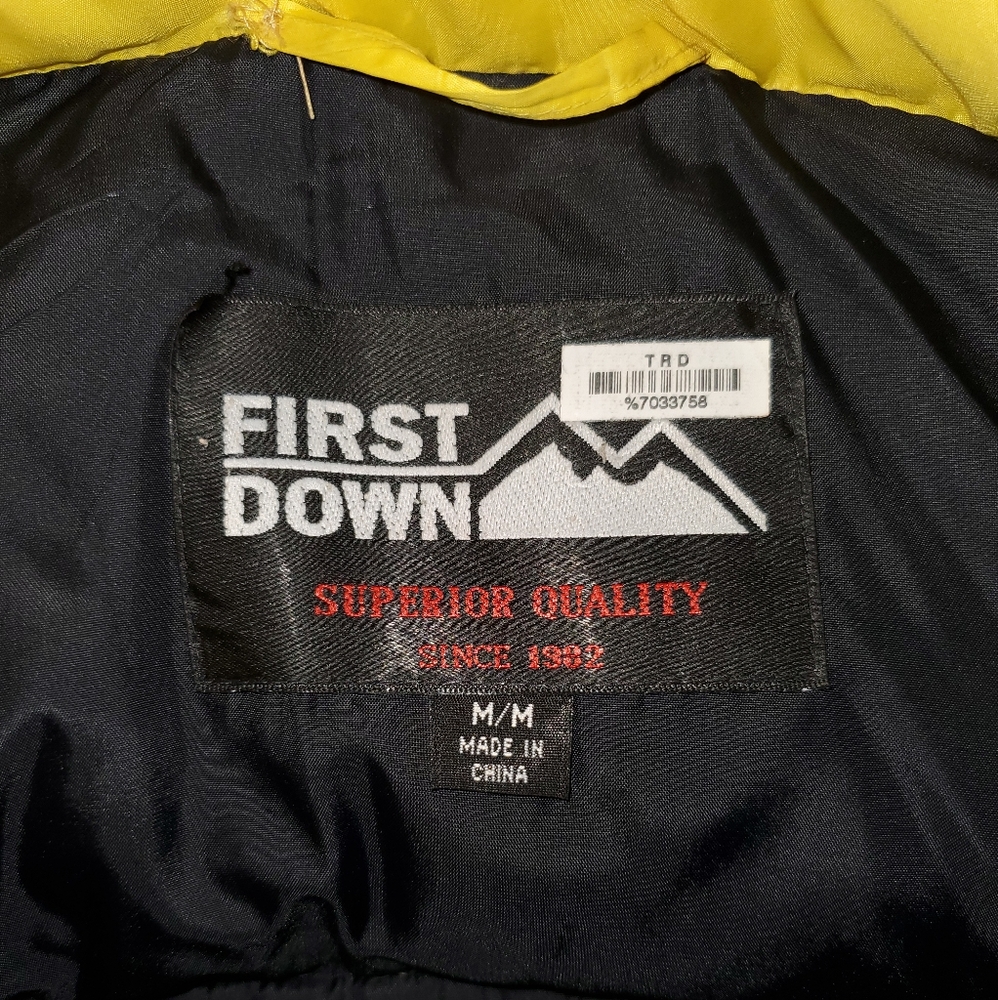 TRD
%7033758
FIRST
DOWN
SUPERIOR QUALITY
SINCE 1982
M/M
MADE IN
CHINA